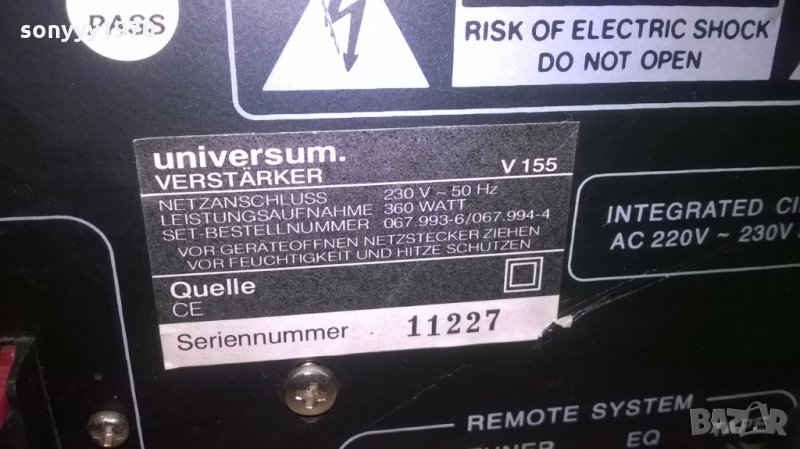 PASS
sonyyy1959
RISK OF ELECTRIC SHOCK
DO NOT OPEN
universum.
VERSTÄRKER V 155
NETZANSCHLUSS 230 V ~ 50 Hz
LEISTUNGSAUFNAHME 360 WATT
SET-BESTELLNUMMER 067.993-6/067.994-4
VOR GERÄTEÖFFNEN NETZSTECKER ZIEHEN
VOR FEUCHTIGKEIT UND HITZE SCHÜTZEN
Quelle
CE
Seriennummer 11227
INTEGRATED
AC 220V ~ 230V
REMOTE SYSTEM
EQ
BAZAR